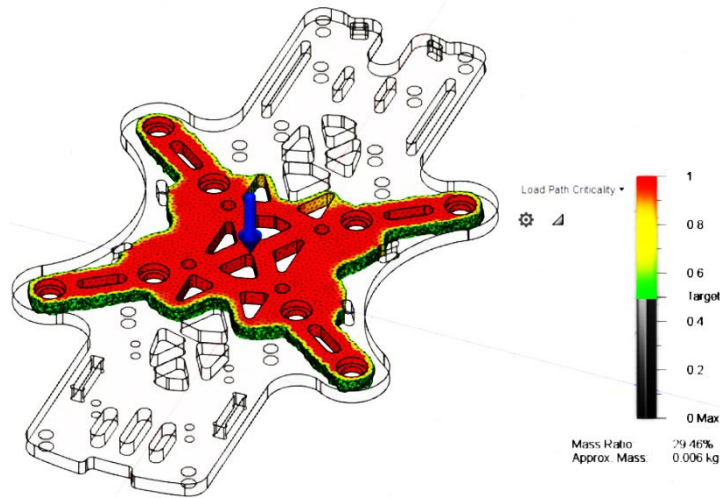 Load Path Criticality
1
0.8
0.6
Target
0.4
0.2
0 Max
Mass Ratio 29.46%
Approx. Mass: 0.006 kg